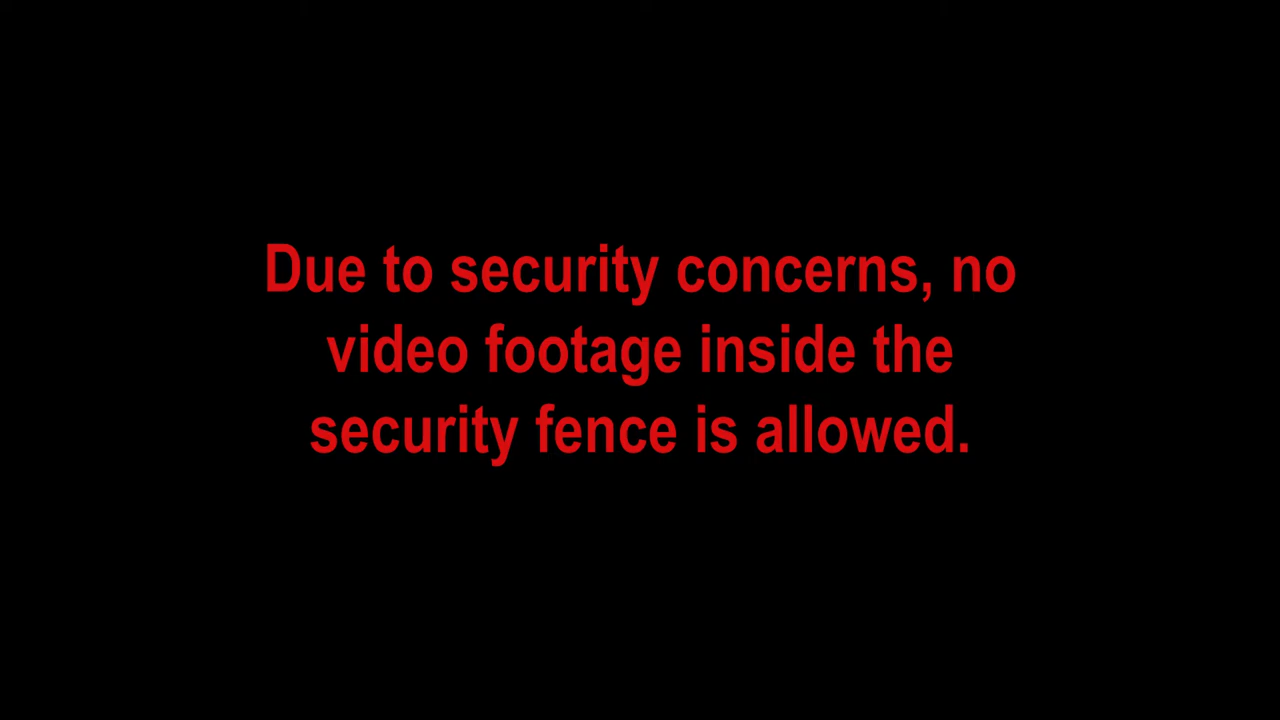 Due to security concerns, no
video footage inside the
security fence is allowed.